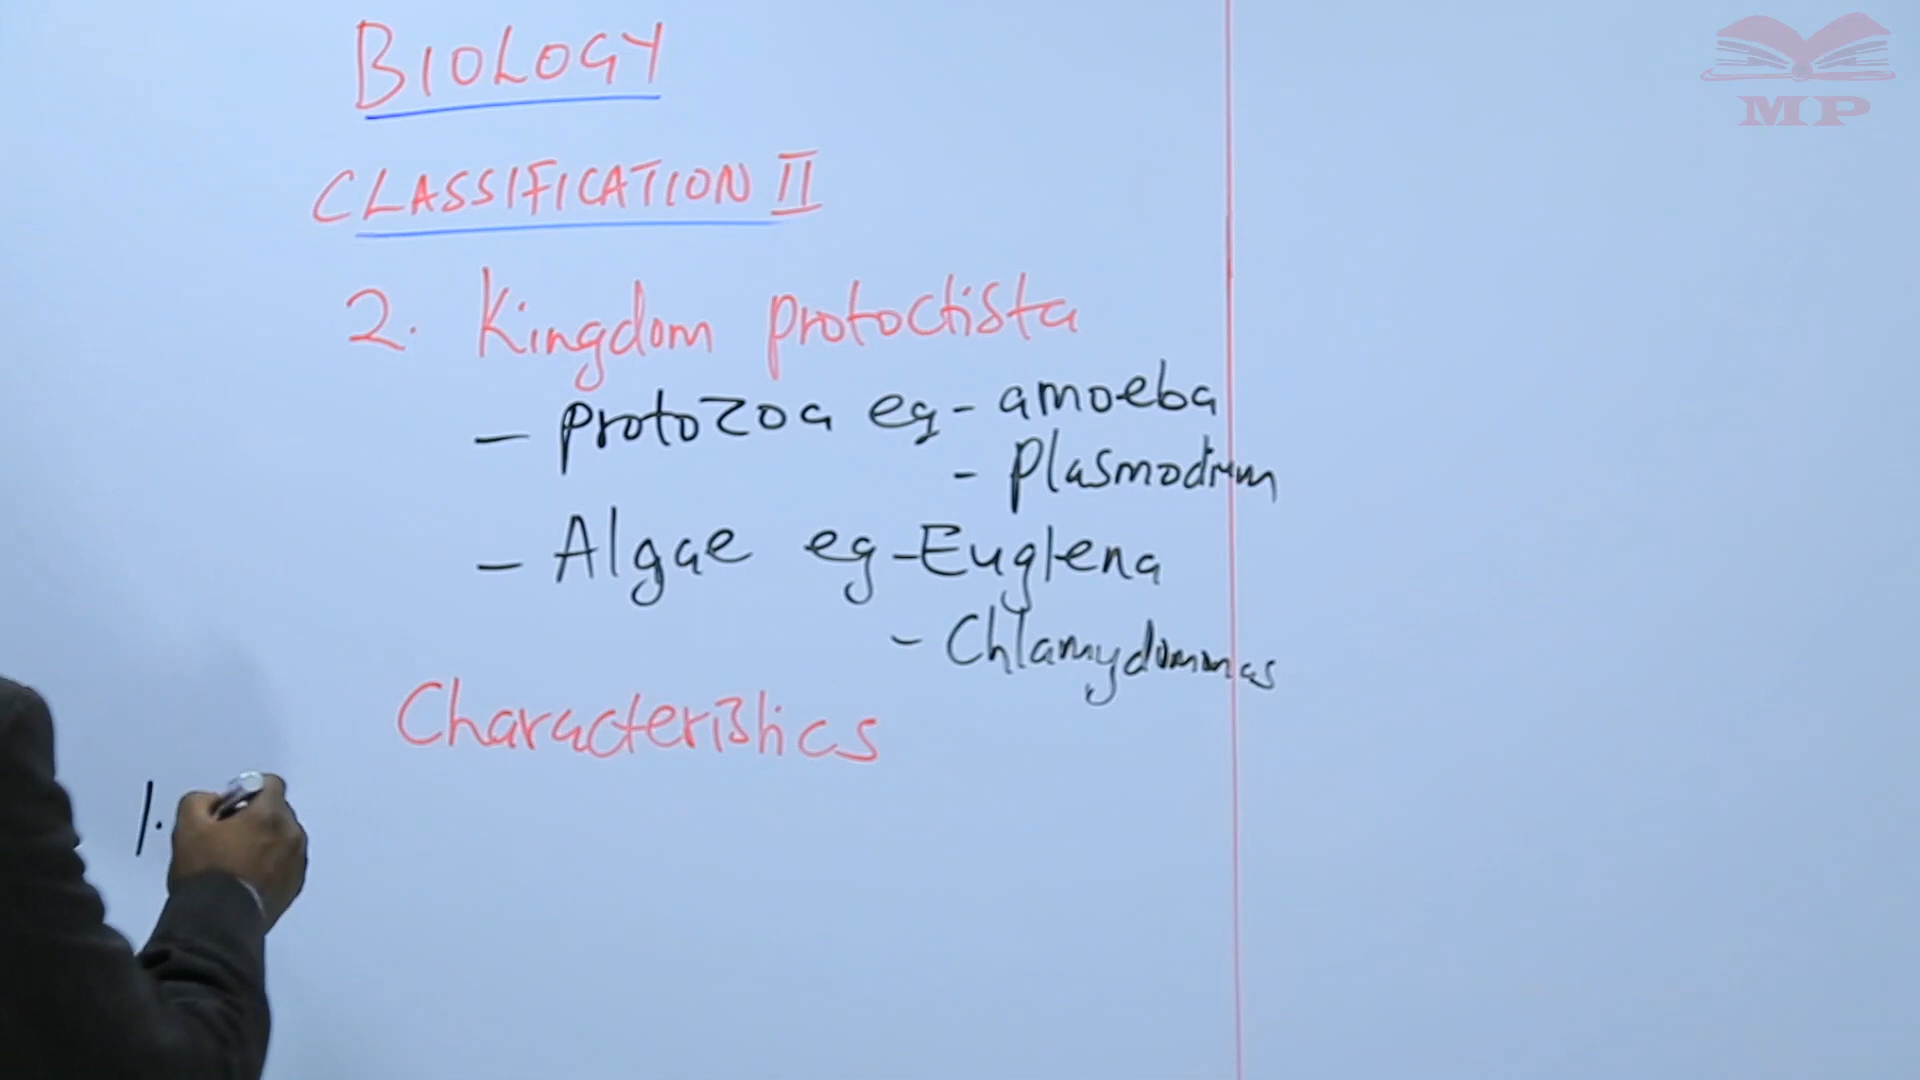 BIOLOGY
CLASSIFICATION II
2. Kingdom protoctista
- protozoa eg - amoeba
- Plasmodium
- Algae eg - Euglena
- Chlamydomonas
Characteristics
1.
MP